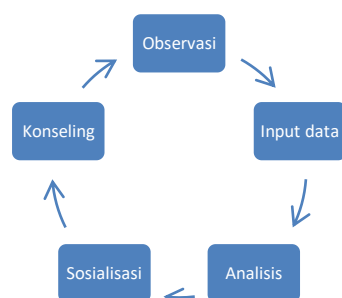 Observasi
Input data
Analisis
Sosialisasi
Konseling